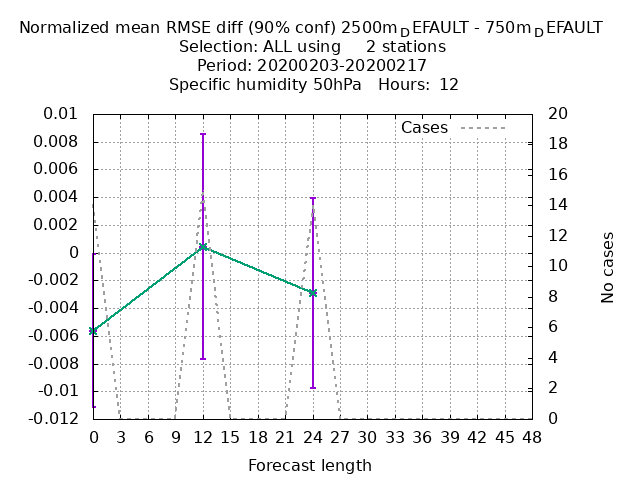 Normalized mean RMSE diff (90% conf) 2500mDEFAULT - 750mDEFAULT
Selection: ALL using 2 stations
Period: 20200203-20200217
Specific humidity 50hPa Hours: 12
Cases
0.01
0.008
0.006
0.004
0.002
0
-0.002
-0.004
-0.006
-0.008
-0.01
-0.012
20
18
16
14
12
10
8
6
4
2
0
No cases
0 3 6 9 12 15 18 21 24 27 30 33 36 39 42 45 48
Forecast length